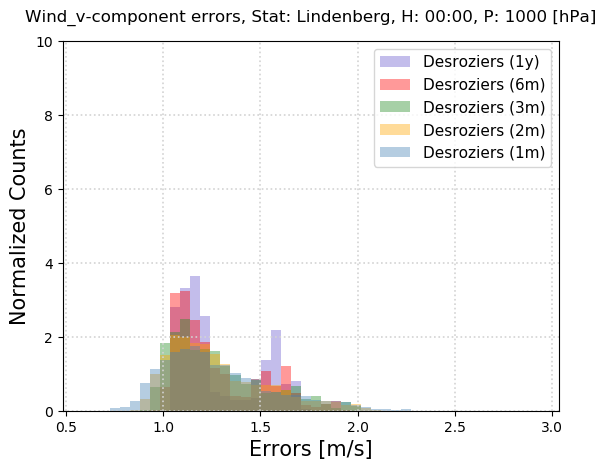 Wind_v-component errors, Stat: Lindenberg, H: 00:00, P: 1000 [hPa]
Desroziers (1y)
Desroziers (6m)
Desroziers (3m)
Desroziers (2m)
Desroziers (1m)
Normalized Counts
10
8
6
4
2
0
0.5 1.0 1.5 2.0 2.5 3.0
Errors [m/s]